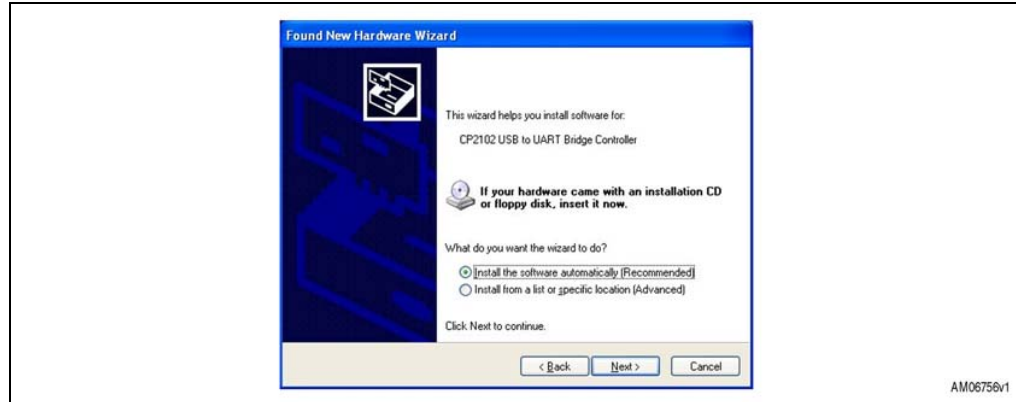 Found New Hardware Wizard
This wizard helps you install software for:
CP2102 USB to UART Bridge Controller
If your hardware came with an installation CD
or floppy disk, insert it now.
What do you want the wizard to do?
Install the software automatically (Recommended)
Install from a list or specific location (Advanced)
Click Next to continue.
< Back Next > Cancel
AM06756v1